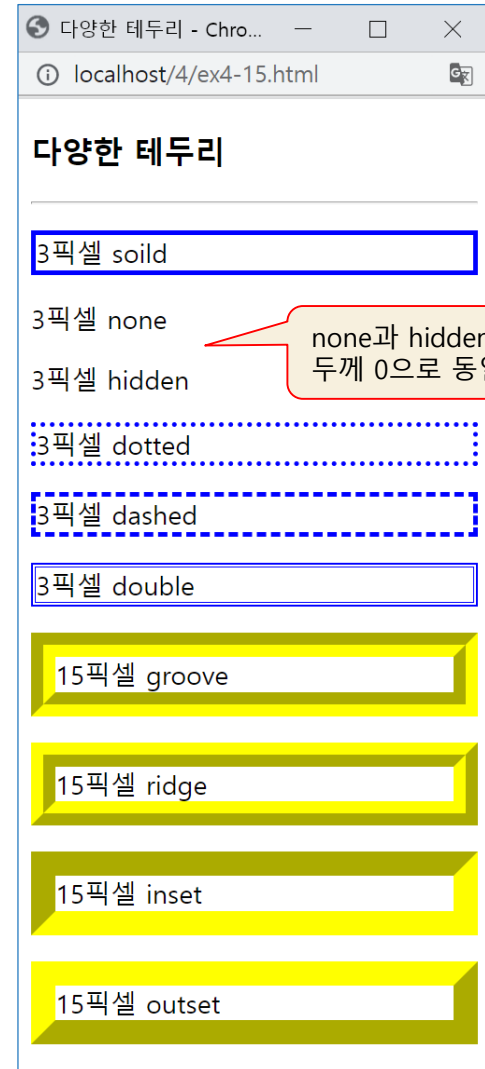 다양한 테두리 - Chro...
localhost/4/ex4-15.html
다양한 테두리
3픽셀 soild
3픽셀 none
none과 hidden
두께 0으로
3픽셀 hidden
3픽셀 dotted
3픽셀 dashed
3픽셀 double
15픽셀 groove
15픽셀 ridge
15픽셀 inset
15픽셀 outset